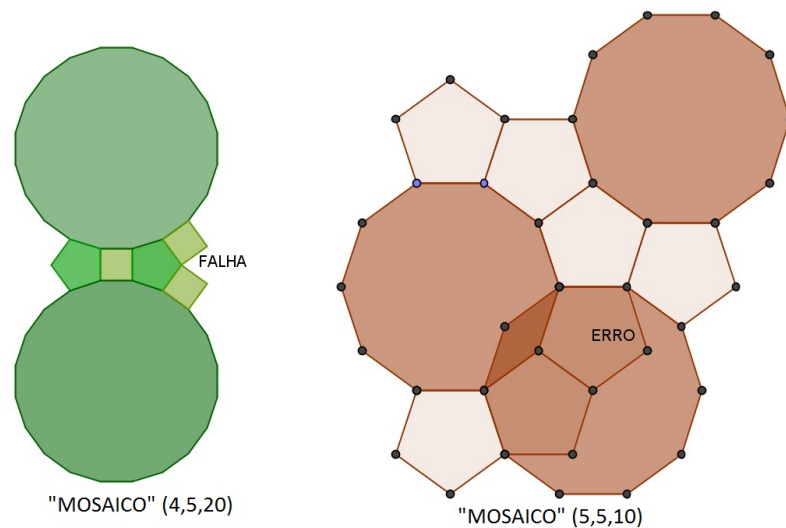 FALHA
"MOSAICO" (4,5,20)
ERRO
"MOSAICO" (5,5,10)